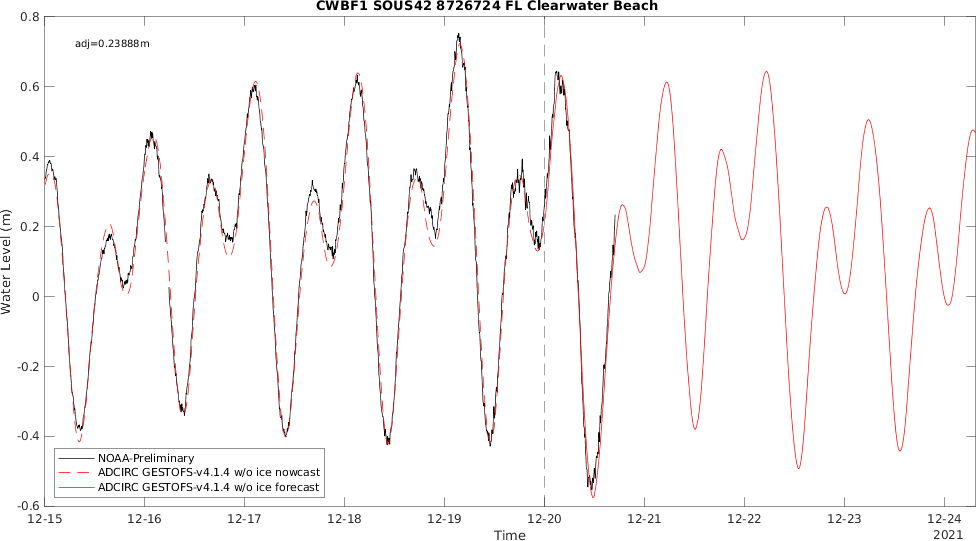 CWBF1 SOUS42 8726724 FL Clearwater Beach
adj=0.23888m
0.8
0.6
0.4
0.2
0
-0.2
-0.4
-0.6
Water Level (m)
NOAA-Preliminary
ADCIRC GESTOFS-v4.1.4 w/o ice nowcast
ADCIRC GESTOFS-v4.1.4 w/o ice forecast
12-15 12-16 12-17 12-18 12-19 12-20 12-21 12-22 12-23 12-24
Time
2021